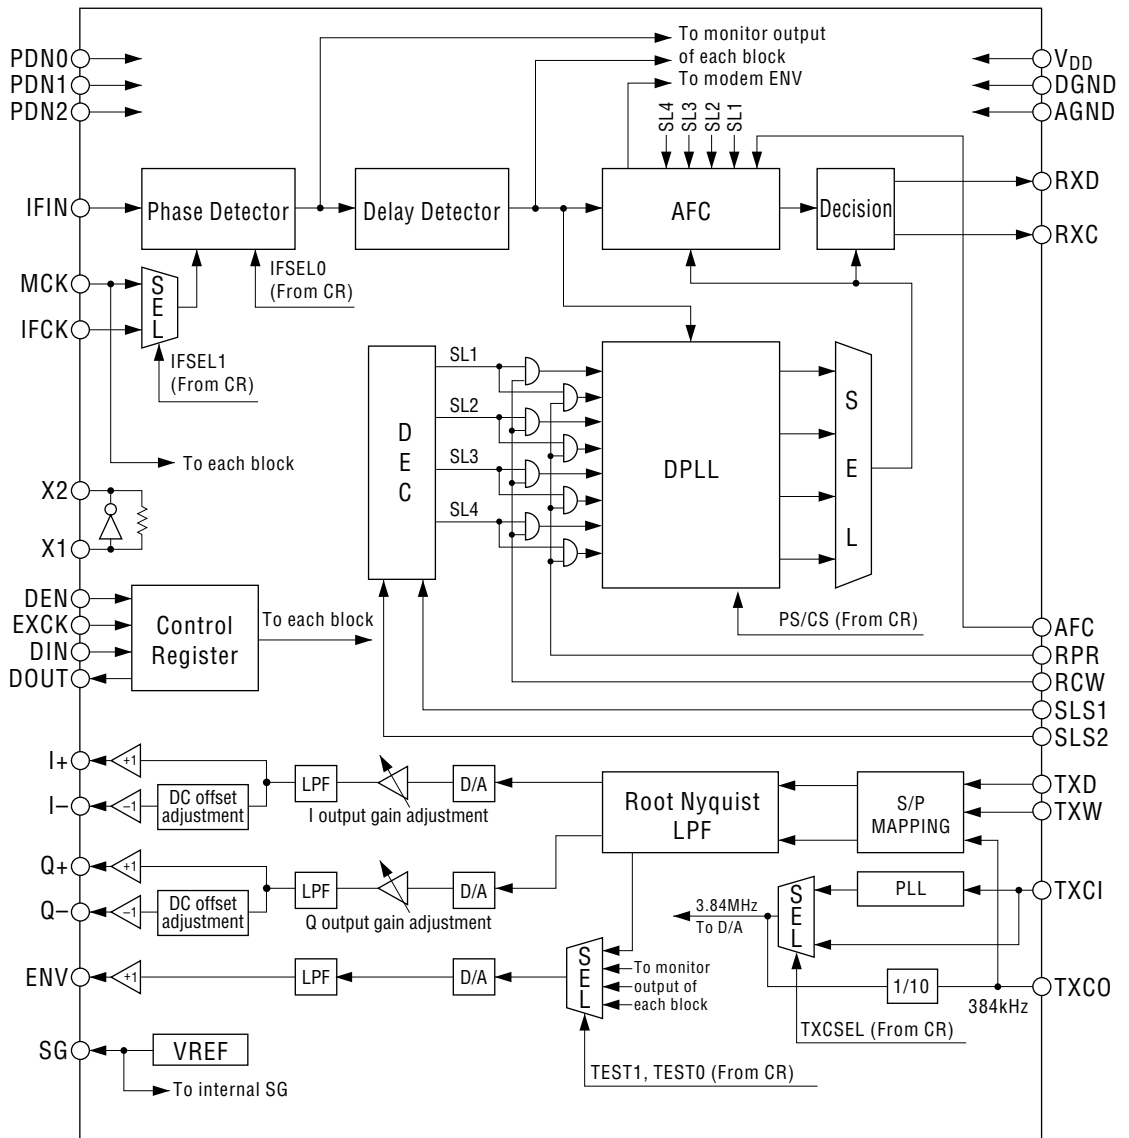 To monitor output
of each block
To modem ENV
PDN0
PDN1
PDN2
VDD
DGND
AGND
SL4
SL3
SL2
SL1
IFIN
Phase Detector
Delay Detector
AFC
Decision
RXD
RXC
MCK
IFCK
SEL
IFSEL0
(From CR)
IFSEL1
(From CR)
To each block
DEC
SL1
SL2
SL3
SL4
DPLL
SEL
X2
X1
DEN
EXCK
DIN
DOUT
Control
Register
To each block
PS/CS (From CR)
AFC
RPR
RCW
SLS1
SLS2
I+
I–
+1
–1
DC offset
adjustment
LPF
I output gain adjustment
D/A
Root Nyquist
LPF
S/P
MAPPING
TXD
TXW
Q+
Q–
+1
–1
DC offset
adjustment
LPF
Q output gain adjustment
D/A
3.84MHz
To D/A
SEL
PLL
TXCI
ENV
+1
LPF
D/A
SEL
To monitor
output of
each block
1/10
384kHz
TXCO
TXCSEL (From CR)
SG
VREF
To internal SG
TEST1, TEST0 (From CR)